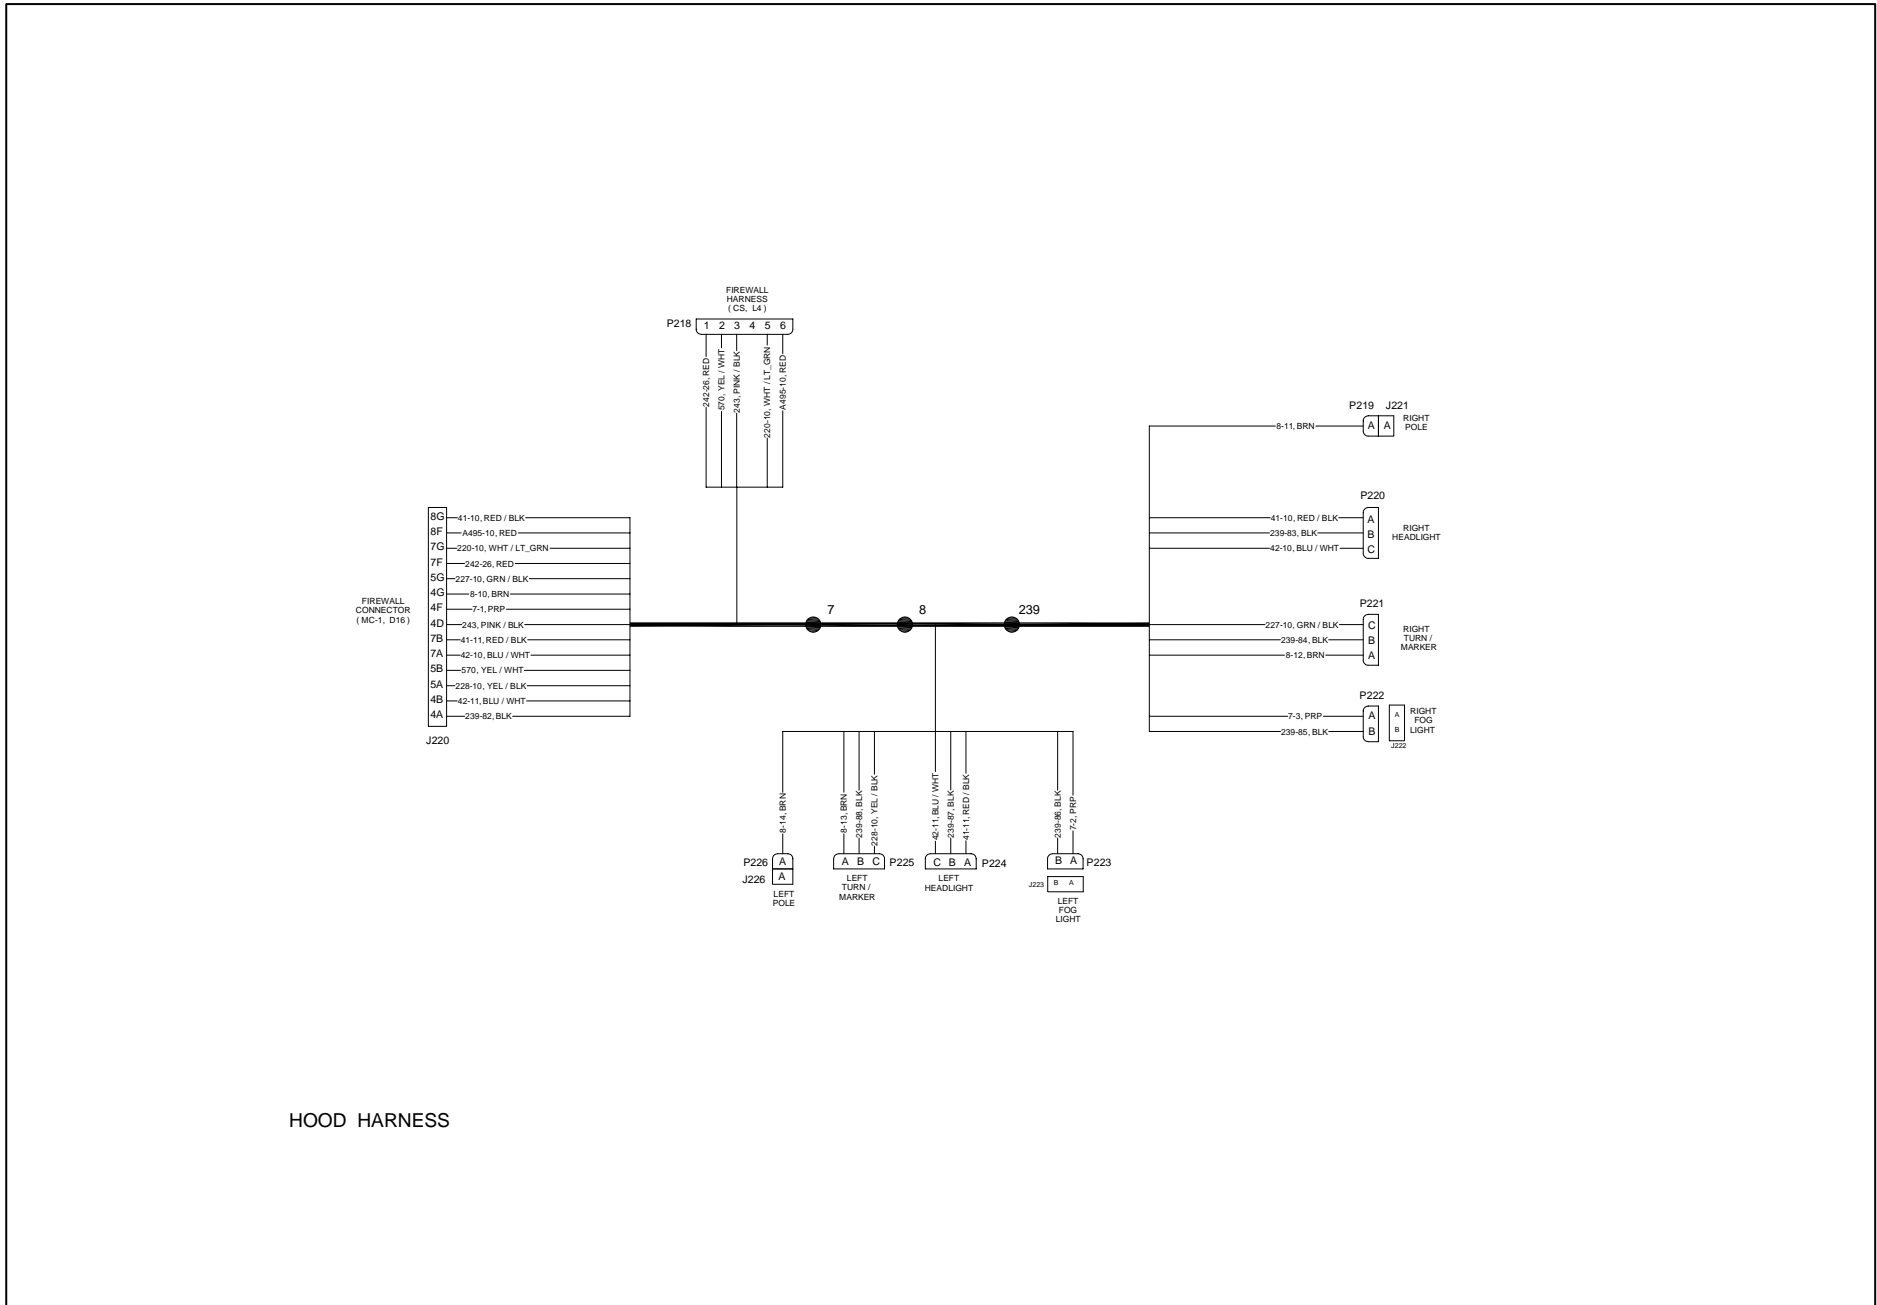 FIREWALL
HARNESS
( CS, L4 )
P218
1 2 3 4 5 6
242-26, RED
570, YEL / WHT
243, PINK / BLK
220-10, WHT / LT_GRN
A495-10, RED
8G 41-10, RED / BLK
8F A495-10, RED
7G 220-10, WHT / LT_GRN
7F 242-26, RED
5G 227-10, GRN / BLK
4G 8-10, BRN
4F 7-1, PRP
4D 243, PINK / BLK
7B 41-11, RED / BLK
7A 42-10, BLU / WHT
5B 570, YEL / WHT
5A 228-10, YEL / BLK
4B 42-11, BLU / WHT
4A 239-82, BLK
FIREWALL
CONNECTOR
( MC-1, D16 )
J220
7
8
239
P219 J221
8-11, BRN A A
RIGHT
POLE
P220
41-10, RED / BLK A
239-83, BLK B
42-10, BLU / WHT C
RIGHT
HEADLIGHT
P221
227-10, GRN / BLK C
239-84, BLK B
8-12, BRN A
RIGHT
TURN /
MARKER
P222
7-3, PRP A
239-85, BLK B
A
B
J222
RIGHT
FOG
LIGHT
8-14, BRN
P226 A
J226 A
LEFT
POLE
8-13, BRN
239-88, BLK
228-10, YEL / BLK
A B C P225
LEFT
TURN /
MARKER
42-11, BLU / WHT
239-87, BLK
41-11, RED / BLK
C B A P224
LEFT
HEADLIGHT
239-86, BLK
7-2, PRP
B A P223
J223 B A
LEFT
FOG
LIGHT
HOOD HARNESS